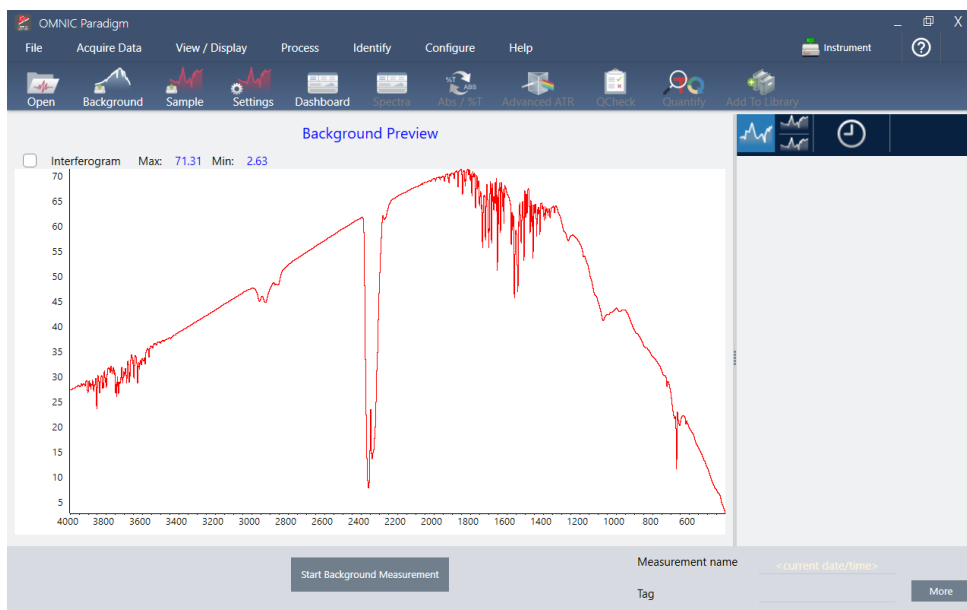 OMNIC Paradigm
File Acquire Data View / Display Process Identify Configure Help Instrument
Open Background Sample Settings Dashboard Spectra Abs / %T Advanced ATR QCheck Quantify Add To Library
%T ABS
Background Preview
Interferogram Max: 71.31 Min: 2.63
70
65
60
55
50
45
40
35
30
25
20
15
10
5
4000 3800 3600 3400 3200 3000 2800 2600 2400 2200 2000 1800 1600 1400 1200 1000 800 600
Start Background Measurement
Measurement name <current date/time>
Tag
More